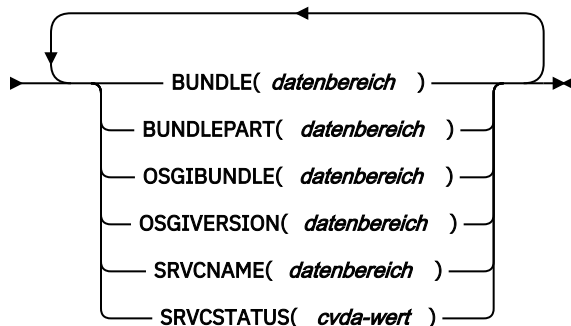 BUNDLE( datenbereich )
BUNDLEPART( datenbereich )
OSGIBUNDLE( datenbereich )
OSGIVERSION( datenbereich )
SRVCNAME( datenbereich )
SRVCSTATUS( cvda-wert )